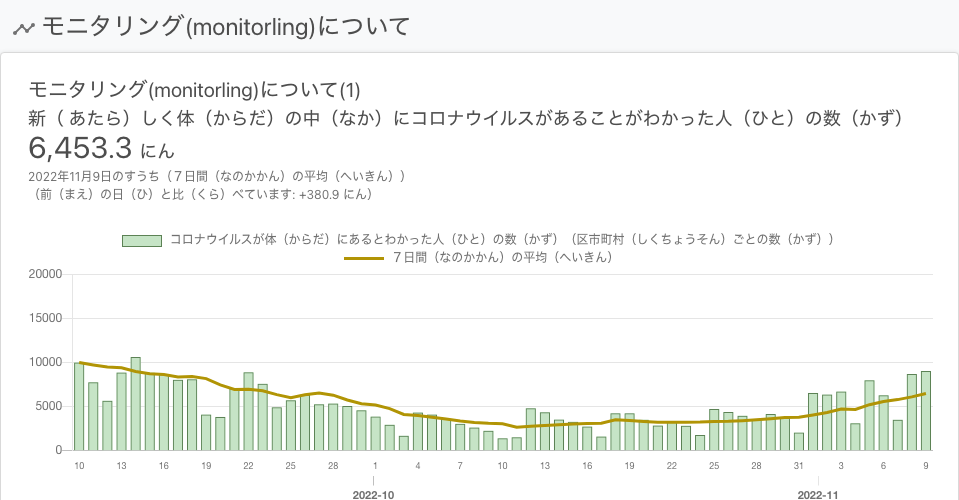 モニタリング(monitorling)について
モニタリング(monitorling)について(1)
新（ あたら）しく体（からだ）の中（なか）にコロナウイルスがあることがわかった人（ひと）の数（かず）
6,453.3 にん
2022年11月9日のすうち（７日間（なのかかん）の平均（へいきん））
（前（まえ）の日（ひ）と比（くら）べています: +380.9 にん）
コロナウイルスが体（からだ）にあるとわかった人（ひと）の数（かず）（区市町村（しくちょうそん）ごとの数（かず））
７日間（なのかかん）の平均（へいきん）
20000
15000
10000
5000
0
10 13 16 19 22 25 28 1 4 7 10 13 16 19 22 25 28 31 3 6 9
2022-10 2022-11